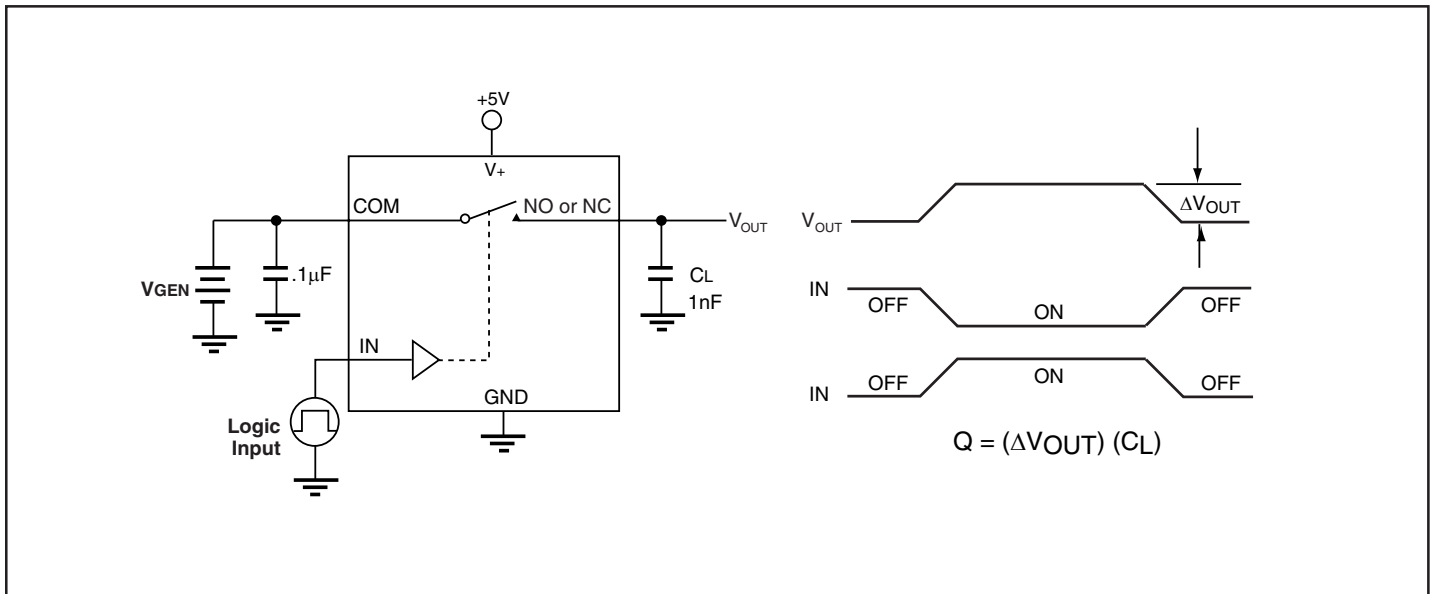 +5V
V+
COM
NO or NC
VOUT
VGEN
.1µF
CL
1nF
IN
GND
Logic
Input
VOUT
ΔVOUT
IN
OFF
ON
OFF
IN
OFF
ON
OFF
Q = (ΔVOUT) (CL)